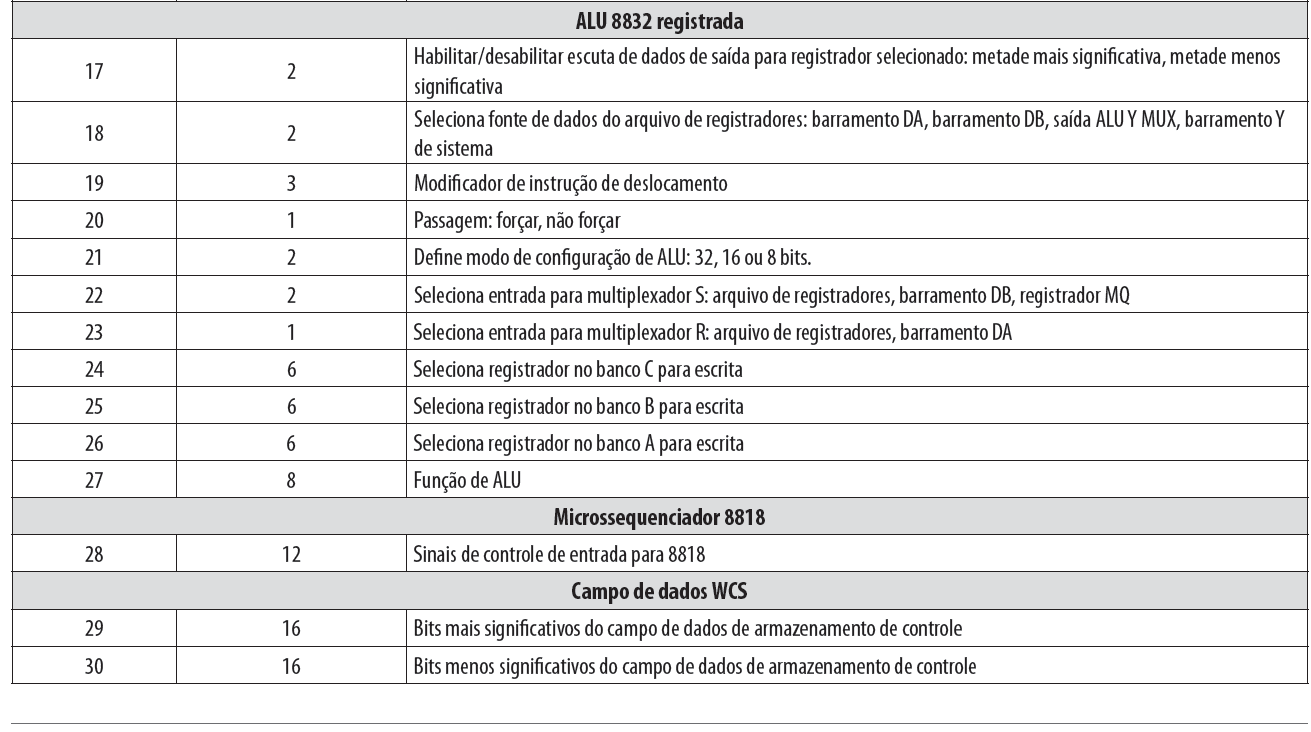 ALU 8832 registrada
17 2 Habilitar/desabilitar escuta de dados de saída para registrador selecionado: metade mais significativa, metade menos
significativa
18 2 Seleciona fonte de dados do arquivo de registradores: barramento DA, barramento DB, saída ALU Y MUX, barramento Y
de sistema
19 3 Modificador de instrução de deslocamento
20 1 Passagem: forçar, não forçar
21 2 Define modo de configuração de ALU: 32, 16 ou 8 bits.
22 2 Seleciona entrada para multiplexador S: arquivo de registradores, barramento DB, registrador MQ
23 1 Seleciona entrada para multiplexador R: arquivo de registradores, barramento DA
24 6 Seleciona registrador no banco C para escrita
25 6 Seleciona registrador no banco B para escrita
26 6 Seleciona registrador no banco A para escrita
27 8 Função de ALU
Microssequenciador 8818
28 12 Sinais de controle de entrada para 8818
Campo de dados WCS
29 16 Bits mais significativos do campo de dados de armazenamento de controle
30 16 Bits menos significativos do campo de dados de armazenamento de controle